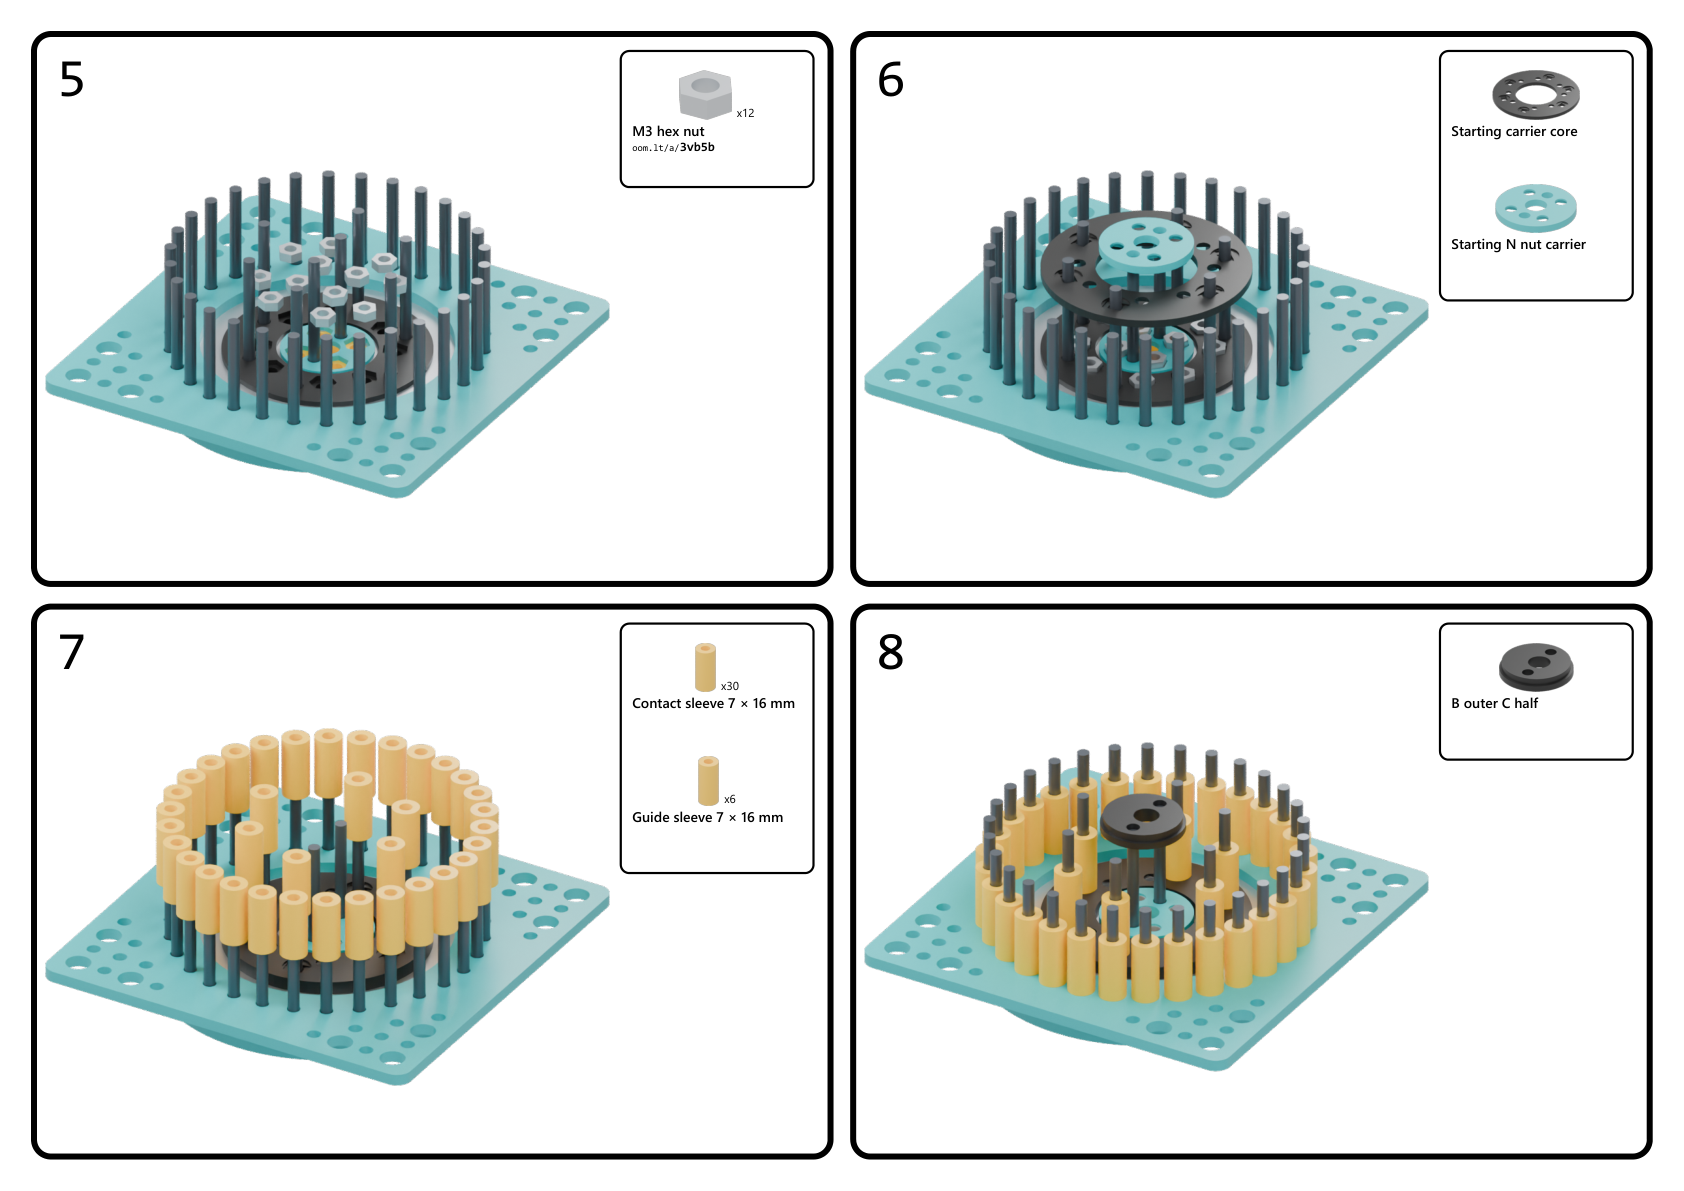 5
x12
M3 hex nut
oom.lt/a/3vb5b
6
Starting carrier core
Starting N nut carrier
7
x30
Contact sleeve 7 × 16 mm
x6
Guide sleeve 7 × 16 mm
8
B outer C half